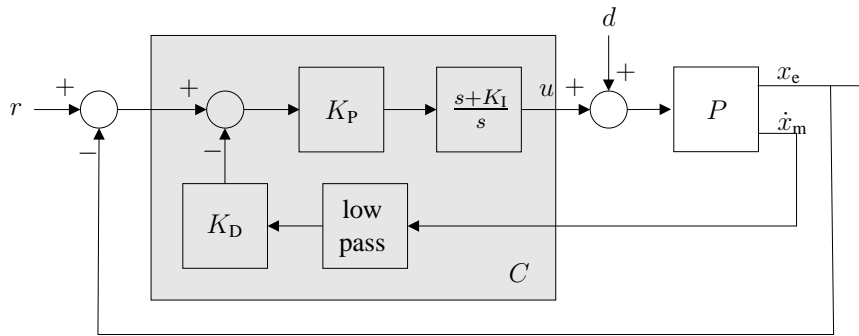 d
r
+
+
K_P
s+K_I
s
u
+
+
P
x_e
ẋ_m
−
−
K_D
low
pass
C